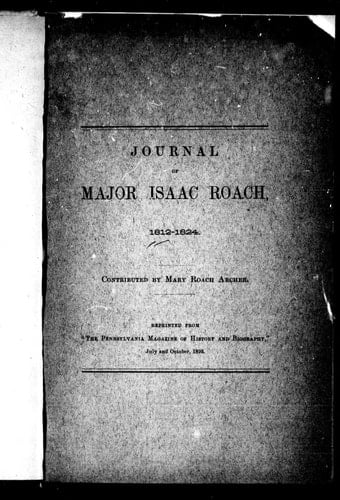 JOURNAL
OF
MAJOR ISAAC ROACH,
1812-1824.
CONTRIBUTED BY MARY ROACH ARCHER.
REPRINTED FROM
"THE PENNSYLVANIA MAGAZINE OF HISTORY AND BIOGRAPHY,"
July and October, 1893.